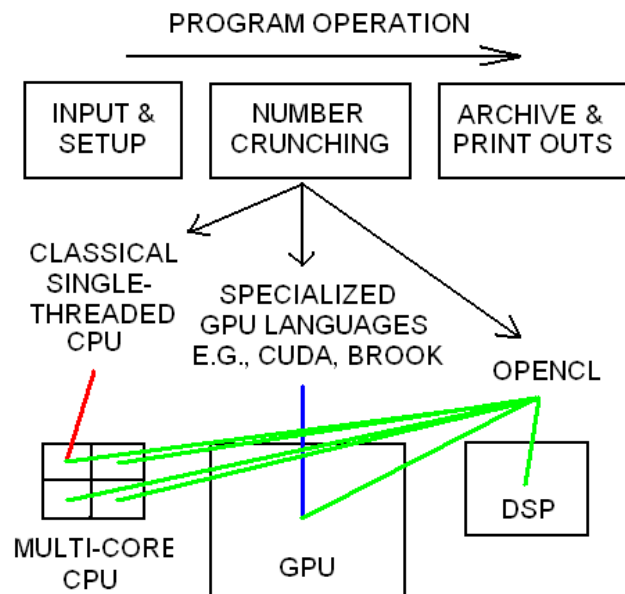 PROGRAM OPERATION
INPUT &
SETUP
NUMBER
CRUNCHING
ARCHIVE &
PRINT OUTS
CLASSICAL
SINGLE-
THREADED
CPU
SPECIALIZED
GPU LANGUAGES
E.G., CUDA, BROOK
OPENCL
MULTI-CORE
CPU
GPU
DSP